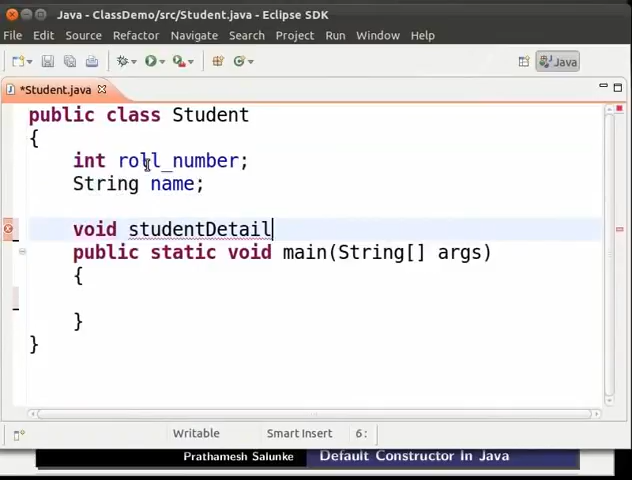 Java - ClassDemo/src/Student.java - Eclipse SDK
File Edit Source Refactor Navigate Search Project Run Window Help
Java
*Student.java
public class Student
{
int roll_number;
String name;
void studentDetail
public static void main(String[] args)
{
}
}
Writable Smart Insert 6:
Prathamesh Salunke Default Constructor In Java